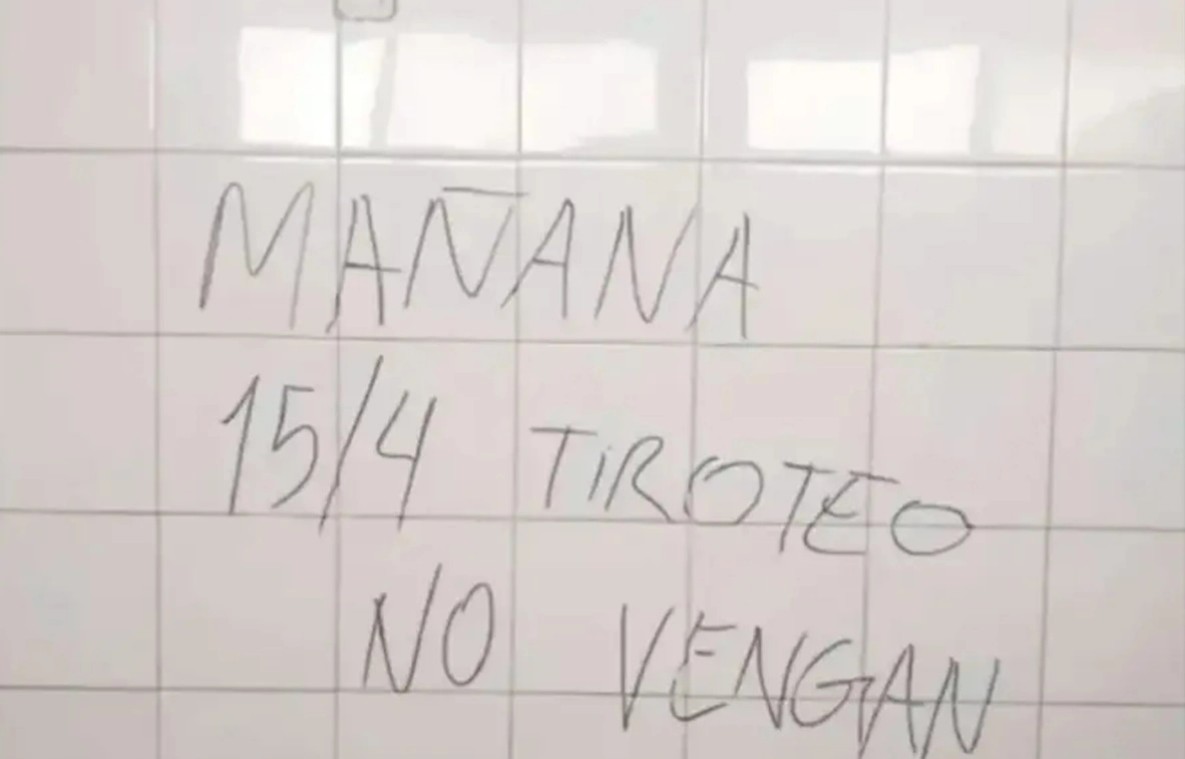 MAÑANA
15/4 TIROTEO
NO VENGAN